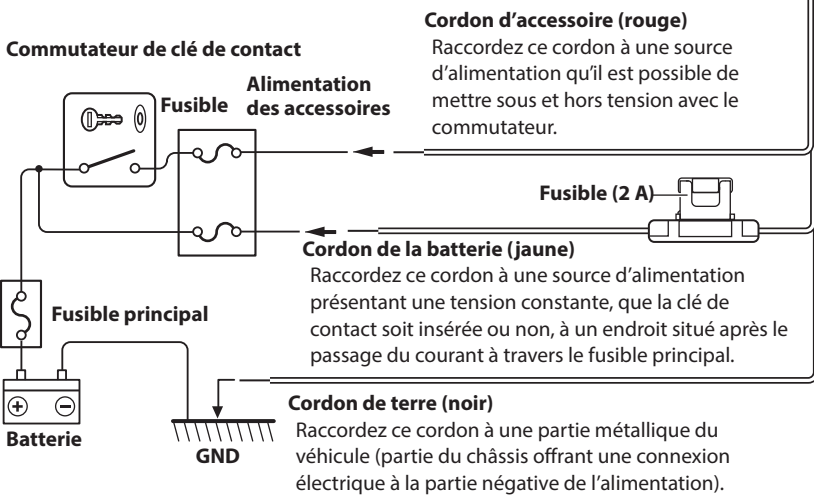 Cordon d’accessoire (rouge)
Raccordez ce cordon à une source
d’alimentation qu’il est possible de
mettre sous et hors tension avec le
commutateur.
Commutateur de clé de contact
Alimentation
des accessoires
Fusible
Fusible (2 A)
Cordon de la batterie (jaune)
Raccordez ce cordon à une source d’alimentation
présentant une tension constante, que la clé de
contact soit insérée ou non, à un endroit situé après le
passage du courant à travers le fusible principal.
Fusible principal
Batterie
GND
Cordon de terre (noir)
Raccordez ce cordon à une partie métallique du
véhicule (partie du châssis offrant une connexion
électrique à la partie négative de l’alimentation).